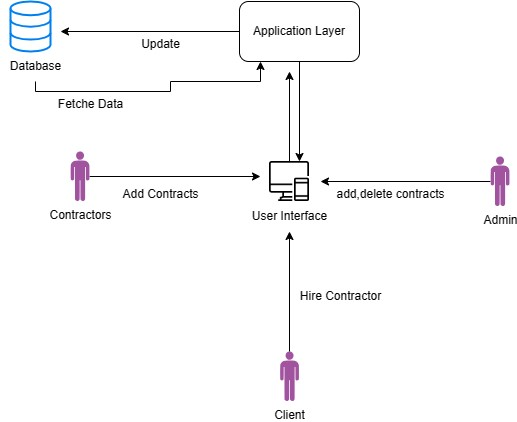 Application Layer
Update
Database
Fetche Data
Add Contracts
add,delete contracts
Contractors
User Interface
Admin
Hire Contractor
Client